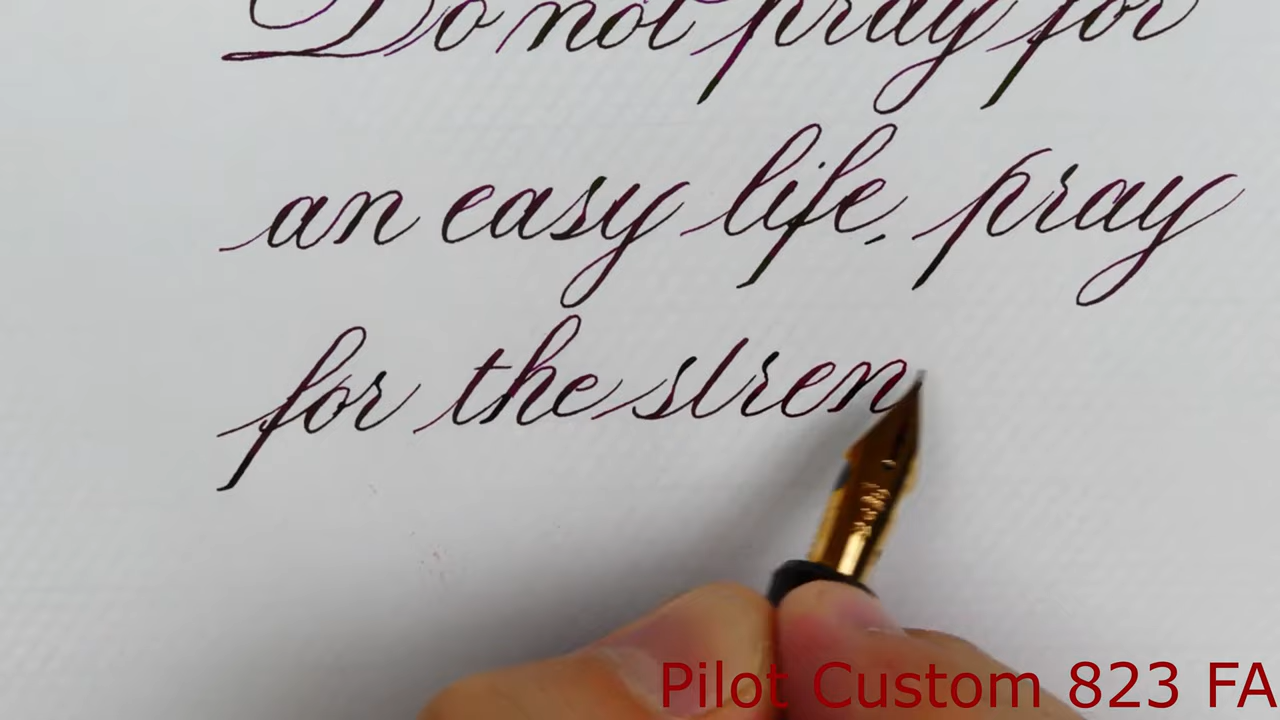 Do not pray for
an easy life, pray
for the stren
Pilot Custom 823 FA